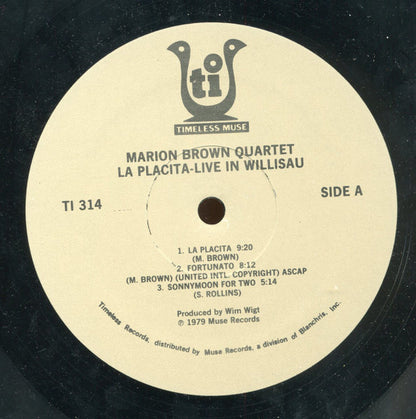 ti
TIMELESS MUSE
MARION BROWN QUARTET
LA PLACITA-LIVE IN WILLISAU
TI 314
SIDE A
1. LA PLACITA 9:20
(M. BROWN)
2. FORTUNATO 8:12
(M. BROWN) (UNITED INTL. COPYRIGHT) ASCAP
3. SONNYMOON FOR TWO 5:14
(S. ROLLINS)
Produced by Wim Wigt
℗ 1979 Muse Records
Timeless Records, distributed by Muse Records, a division of Blanchris, Inc.